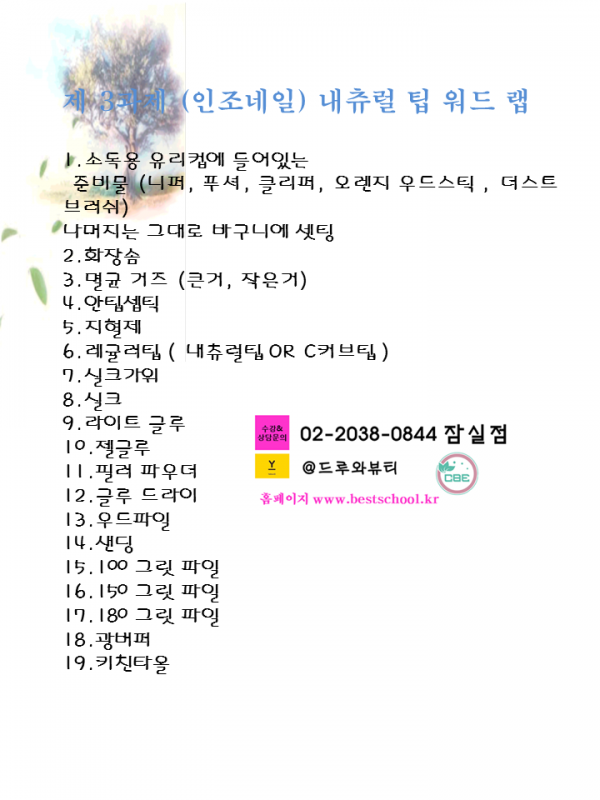 제 3과제 (인조네일) 내츄럴 팁 워드 랩
1.소독용 유리컵에 들어있는
준비물 (니퍼, 푸셔, 클리퍼, 오렌지 우드스틱 , 더스트
브러쉬)
나머지는 그대로 바구니에 셋팅
2.화장솜
3.멸균 거즈 (큰거, 작은거)
4.안팁셉틱
5.지혈제
6.레귤러팁 ( 내츄럴팁 OR C커브팁 )
7.실크가위
8.실크
9.라이트 글루
10.젤글루
11.필러 파우더
12.글루 드라이
13.우드파일
14.샌딩
15.100 그릿 파일
16.150 그릿 파일
17.180 그릿 파일
18.광버퍼
19.키친타올
수강&
상담문의
02-2038-0844 잠실점
Y
@드루와뷰티
CBE
홈페이지 www.bestschool.kr